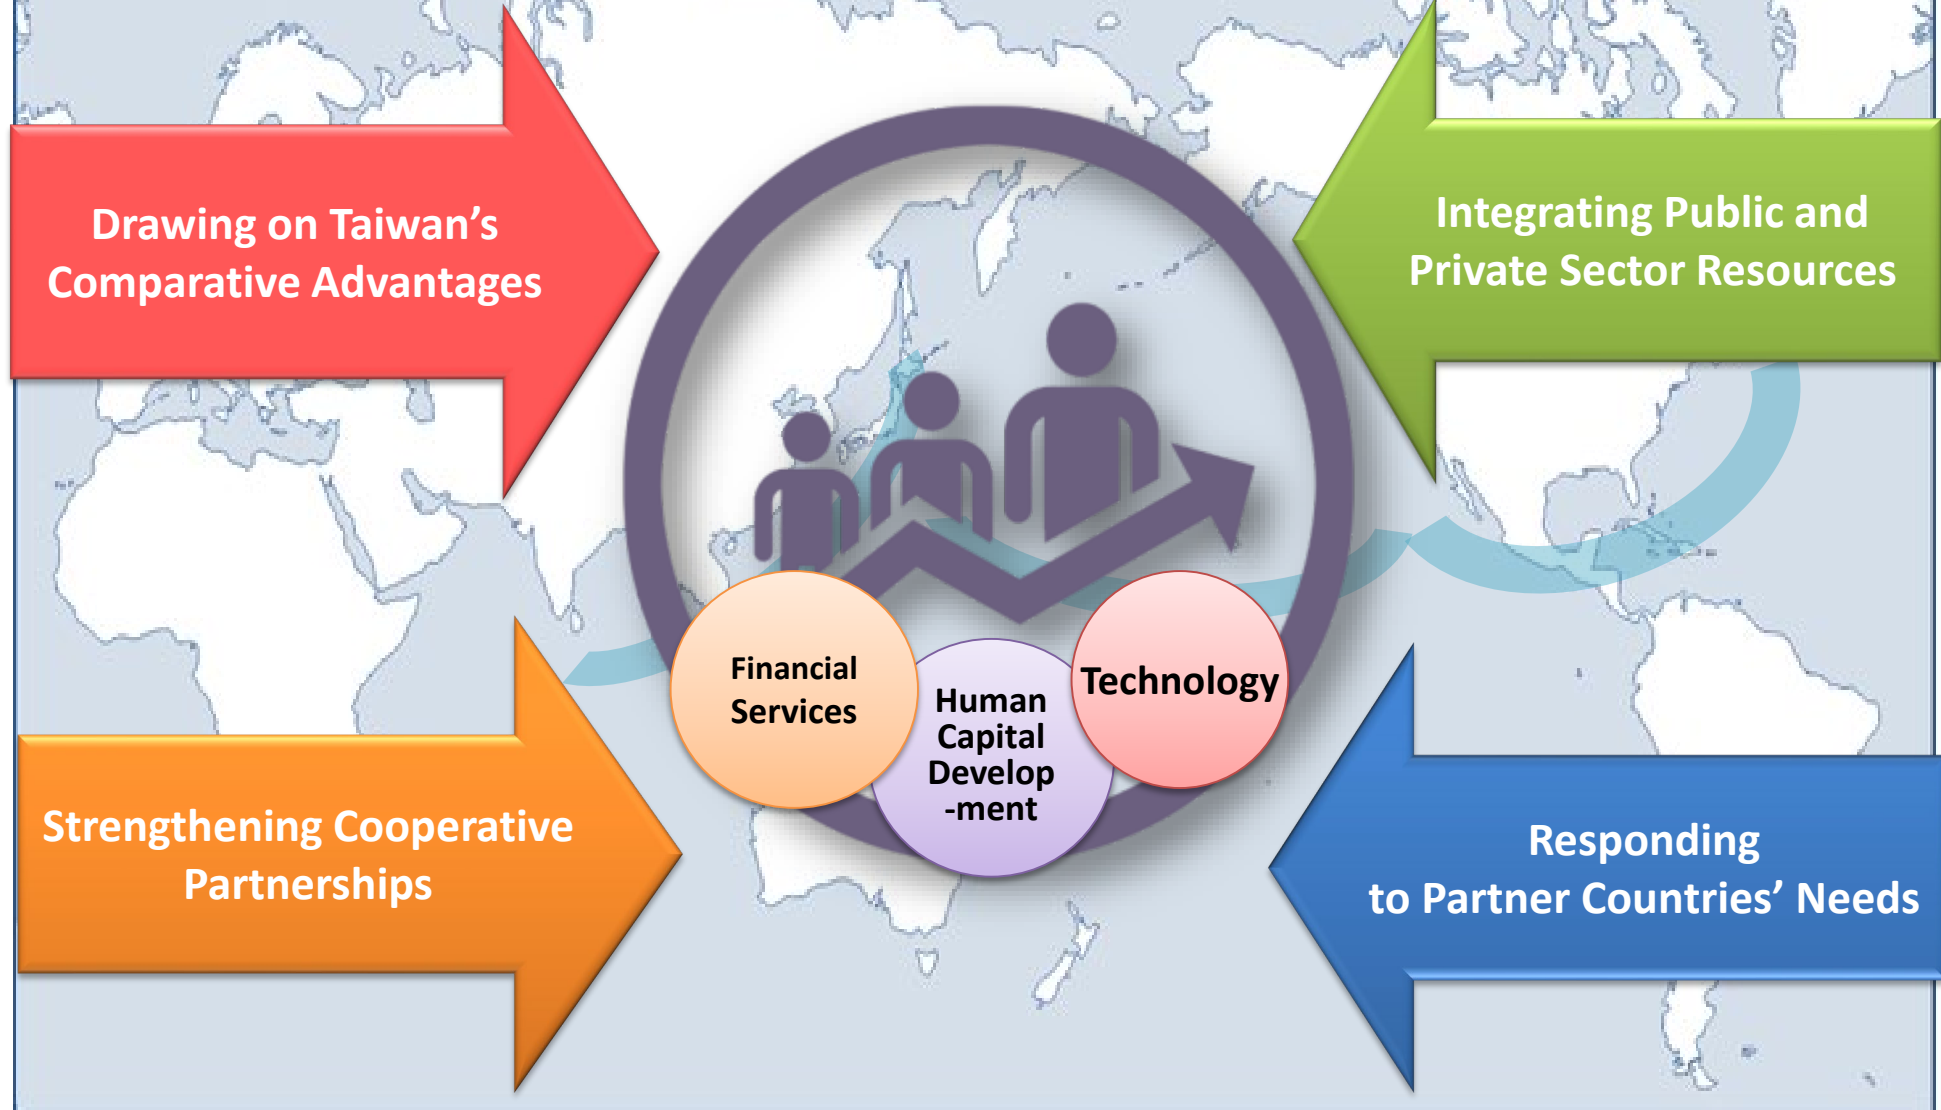 Drawing on Taiwan’s
Comparative Advantages
Integrating Public and
Private Sector Resources
Financial
Services
Human
Capital
Develop
-ment
Technology
Strengthening Cooperative
Partnerships
Responding
to Partner Countries’ Needs